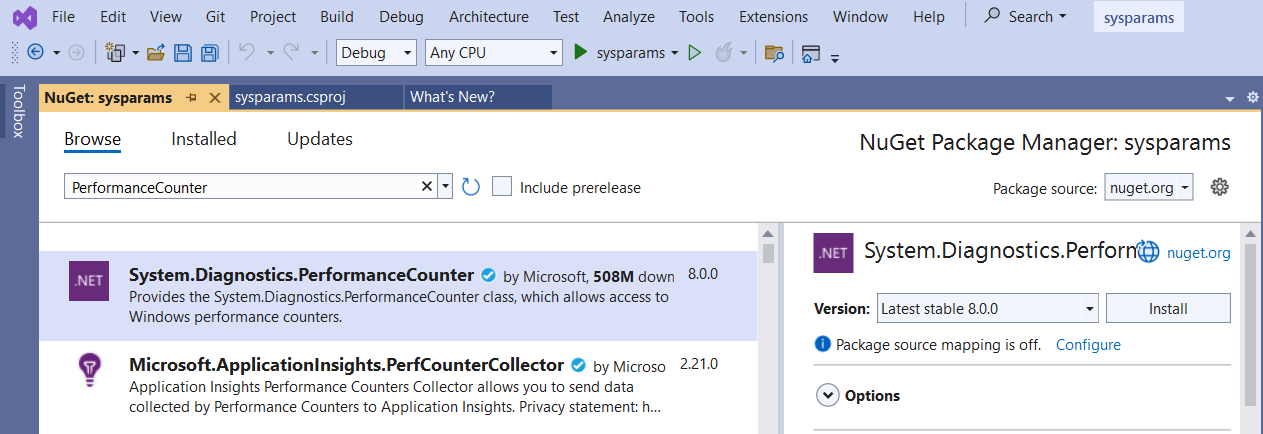 File Edit View Git Project Build Debug Architecture Test Analyze Tools Extensions Window Help Search sysparams
Debug Any CPU sysparams
Toolbox
NuGet: sysparams sysparams.csproj What's New?
Browse Installed Updates NuGet Package Manager: sysparams
PerformanceCounter Include prerelease Package source: nuget.org
.NET System.Diagnostics.PerformanceCounter by Microsoft, 508M down 8.0.0
Provides the System.Diagnostics.PerformanceCounter class, which allows access to
Windows performance counters.
Microsoft.ApplicationInsights.PerfCounterCollector by Microso 2.21.0
Application Insights Performance Counters Collector allows you to send data
collected by Performance Counters to Application Insights. Privacy statement: h...
.NET System.Diagnostics.Perform nuget.org
Version: Latest stable 8.0.0 Install
Package source mapping is off. Configure
Options